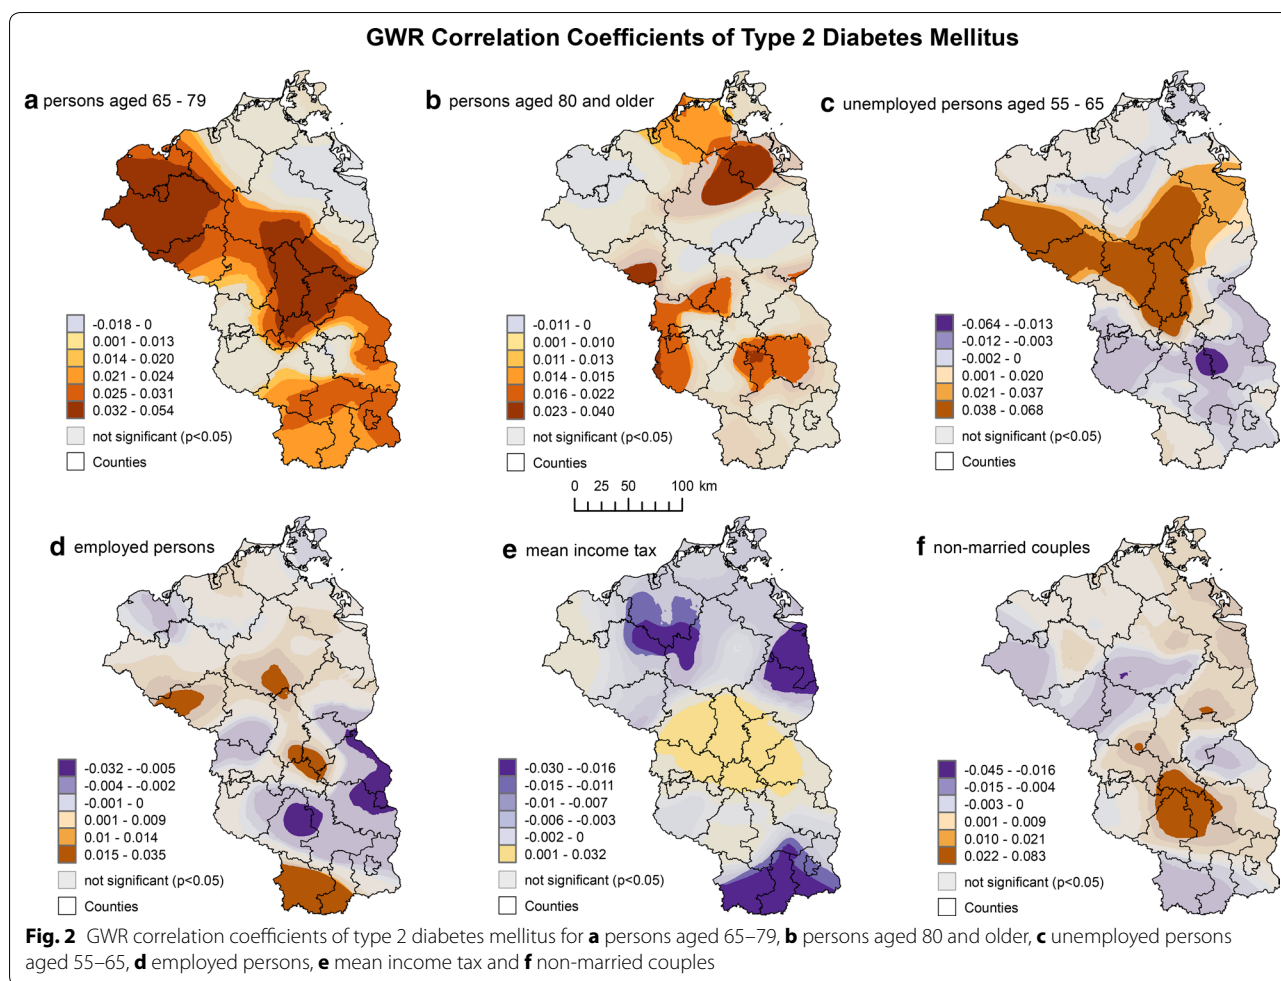 GWR Correlation Coefficients of Type 2 Diabetes Mellitus
a persons aged 65 - 79
-0.018 - 0
0.001 - 0.013
0.014 - 0.020
0.021 - 0.024
0.025 - 0.031
0.032 - 0.054
not significant (p<0.05)
Counties
b persons aged 80 and older
-0.011 - 0
0.001 - 0.010
0.011 - 0.013
0.014 - 0.015
0.016 - 0.022
0.023 - 0.040
not significant (p<0.05)
Counties
c unemployed persons aged 55 - 65
-0.064 - -0.013
-0.012 - -0.003
-0.002 - 0
0.001 - 0.020
0.021 - 0.037
0.038 - 0.068
not significant (p<0.05)
Counties
0 25 50 100 km
d employed persons
-0.032 - -0.005
-0.004 - -0.002
-0.001 - 0
0.001 - 0.009
0.01 - 0.014
0.015 - 0.035
not significant (p<0.05)
Counties
e mean income tax
-0.030 - -0.016
-0.015 - -0.011
-0.01 - -0.007
-0.006 - -0.003
-0.002 - 0
0.001 - 0.032
not significant (p<0.05)
Counties
f non-married couples
-0.045 - -0.016
-0.015 - -0.004
-0.003 - 0
0.001 - 0.009
0.010 - 0.021
0.022 - 0.083
not significant (p<0.05)
Counties
Fig. 2 GWR correlation coefficients of type 2 diabetes mellitus for a persons aged 65–79, b persons aged 80 and older, c unemployed persons
aged 55–65, d employed persons, e mean income tax and f non-married couples